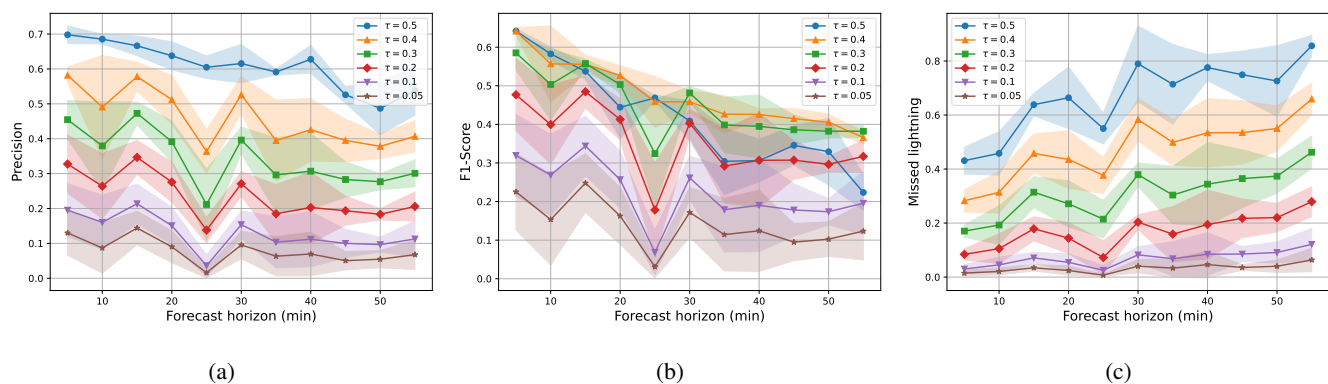 Precision
0.7
0.6
0.5
0.4
0.3
0.2
0.1
0.0
10
20
30
40
50
Forecast horizon (min)
τ = 0.5
τ = 0.4
τ = 0.3
τ = 0.2
τ = 0.1
τ = 0.05
(a)
F1-Score
0.6
0.5
0.4
0.3
0.2
0.1
0.0
10
20
30
40
50
Forecast horizon (min)
τ = 0.5
τ = 0.4
τ = 0.3
τ = 0.2
τ = 0.1
τ = 0.05
(b)
Missed lightning
0.8
0.6
0.4
0.2
0.0
10
20
30
40
50
Forecast horizon (min)
τ = 0.5
τ = 0.4
τ = 0.3
τ = 0.2
τ = 0.1
τ = 0.05
(c)